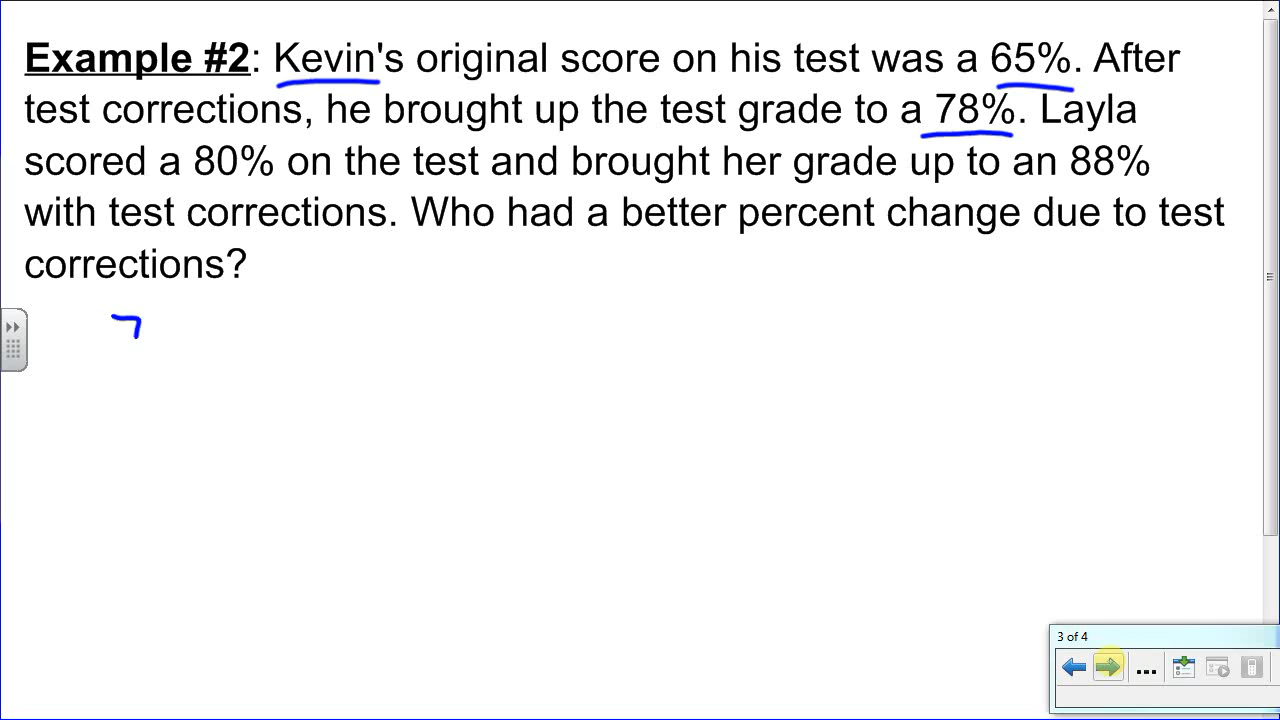 Example #2: Kevin's original score on his test was a 65%. After
test corrections, he brought up the test grade to a 78%. Layla
scored a 80% on the test and brought her grade up to an 88%
with test corrections. Who had a better percent change due to test
corrections?
3 of 4
...